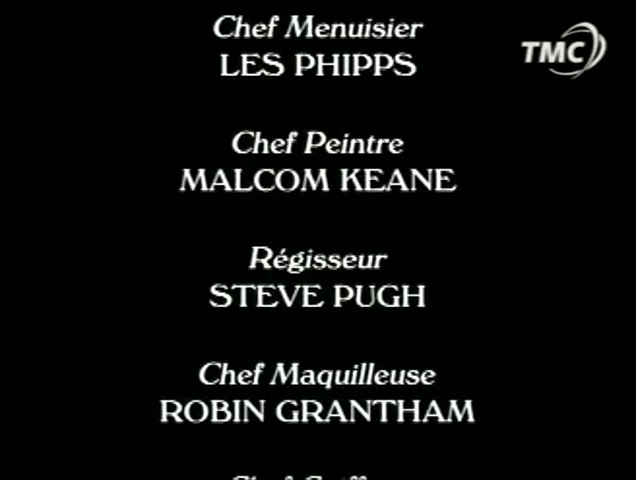 Chef Menuisier
LES PHIPPS
TMC
Chef Peintre
MALCOM KEANE
Régisseur
STEVE PUGH
Chef Maquilleuse
ROBIN GRANTHAM